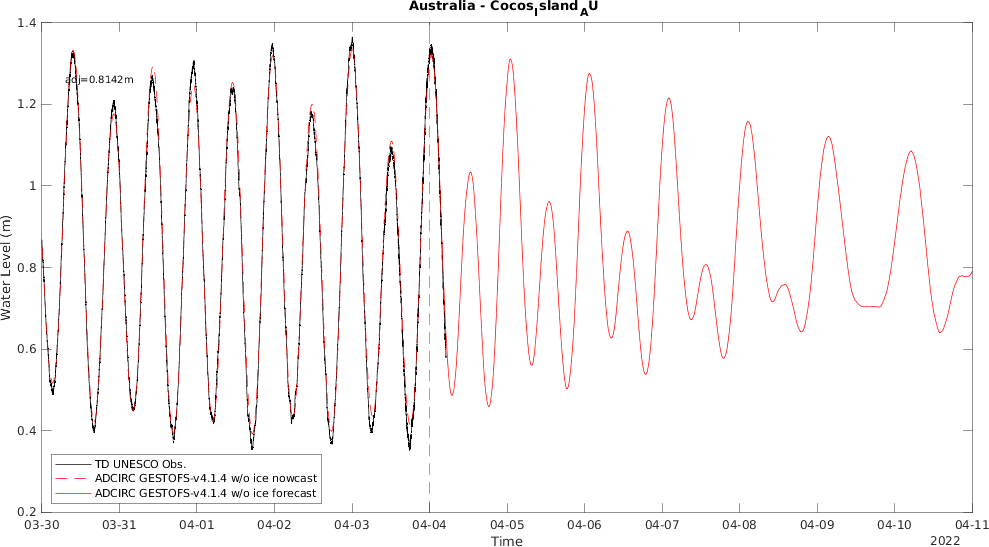 Australia - CocosIslandAU
1.4
adj=0.8142m
1.2
1
0.8
0.6
0.4
0.2
Water Level (m)
TD UNESCO Obs.
ADCIRC GESTOFS-v4.1.4 w/o ice nowcast
ADCIRC GESTOFS-v4.1.4 w/o ice forecast
03-30 03-31 04-01 04-02 04-03 04-04 04-05 04-06 04-07 04-08 04-09 04-10 04-11
Time
2022